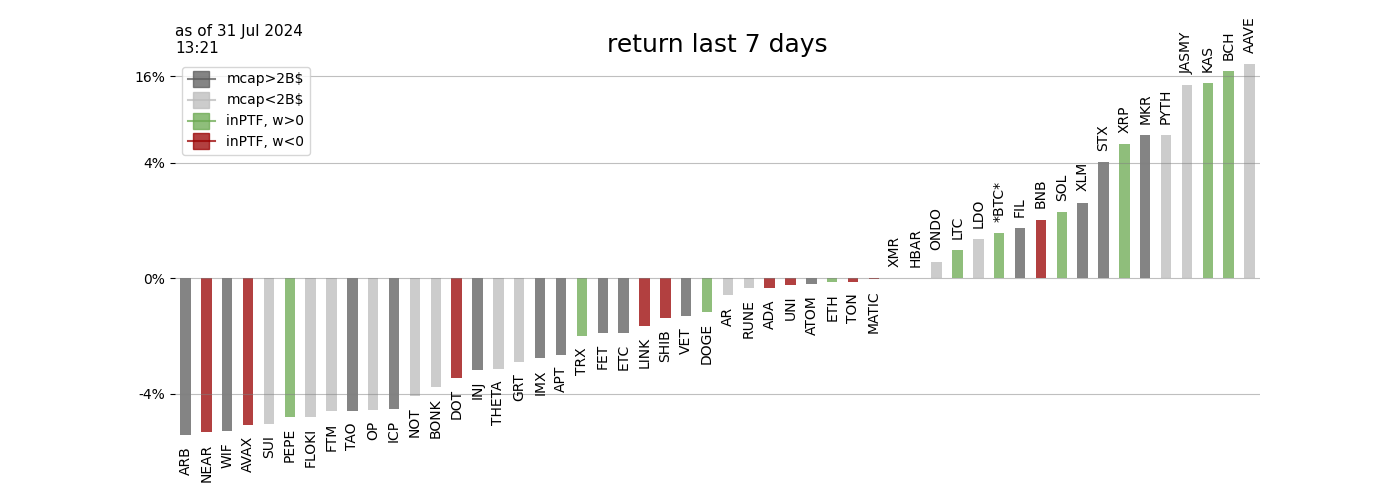 as of 31 Jul 2024
13:21
return last 7 days
mcap>2B$
mcap<2B$
inPTF, w>0
inPTF, w<0
16%
4%
0%
-4%
ARB
NEAR
WIF
AVAX
SUI
PEPE
FLOKI
FTM
TAO
OP
ICP
NOT
BONK
DOT
INJ
THETA
GRT
IMX
APT
TRX
FET
ETC
LINK
SHIB
VET
DOGE
AR
RUNE
ADA
UNI
ATOM
ETH
TON
MATIC
XMR
HBAR
ONDO
LTC
LDO
*BTC*
FIL
BNB
SOL
XLM
STX
XRP
MKR
PYTH
JASMY
KAS
BCH
AAVE